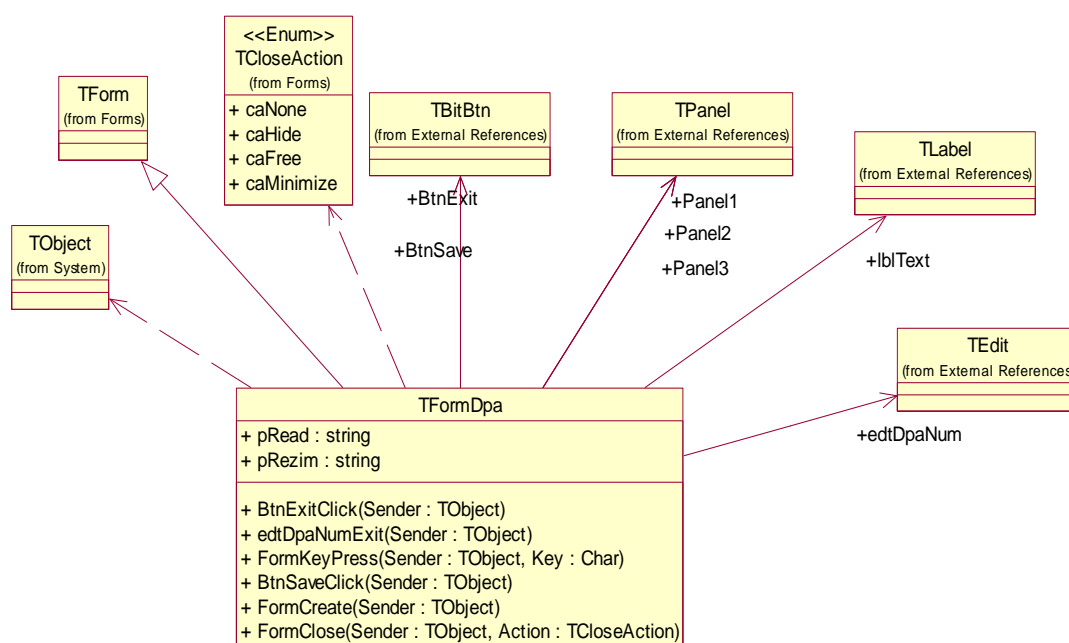 <<Enum>>
TCloseAction
(from Forms)
+ caNone
+ caHide
+ caFree
+ caMinimize
TForm
(from Forms)
TBitBtn
(from External References)
TPanel
(from External References)
TLabel
(from External References)
TObject
(from System)
+BtnExit
+BtnSave
+Panel1
+Panel2
+Panel3
+lblText
TEdit
(from External References)
+edtDpaNum
TFormDpa
+ pRead : string
+ pRezim : string
+ BtnExitClick(Sender : TObject)
+ edtDpaNumExit(Sender : TObject)
+ FormKeyPress(Sender : TObject, Key : Char)
+ BtnSaveClick(Sender : TObject)
+ FormCreate(Sender : TObject)
+ FormClose(Sender : TObject, Action : TCloseAction)